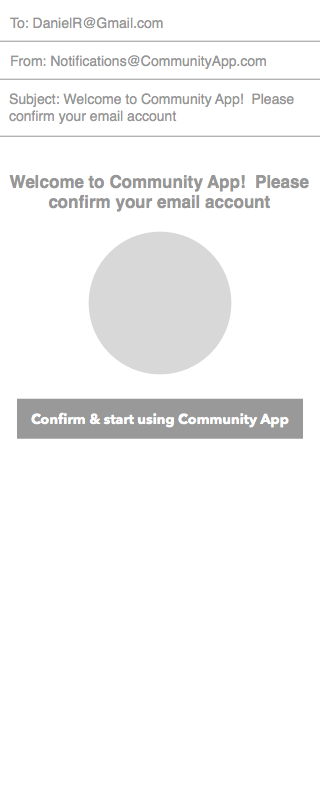 To: DanielR@Gmail.com
From: Notifications@CommunityApp.com
Subject: Welcome to Community App!  Please
confirm your email account
Welcome to Community App!  Please
confirm your email account
Confirm & start using Community App